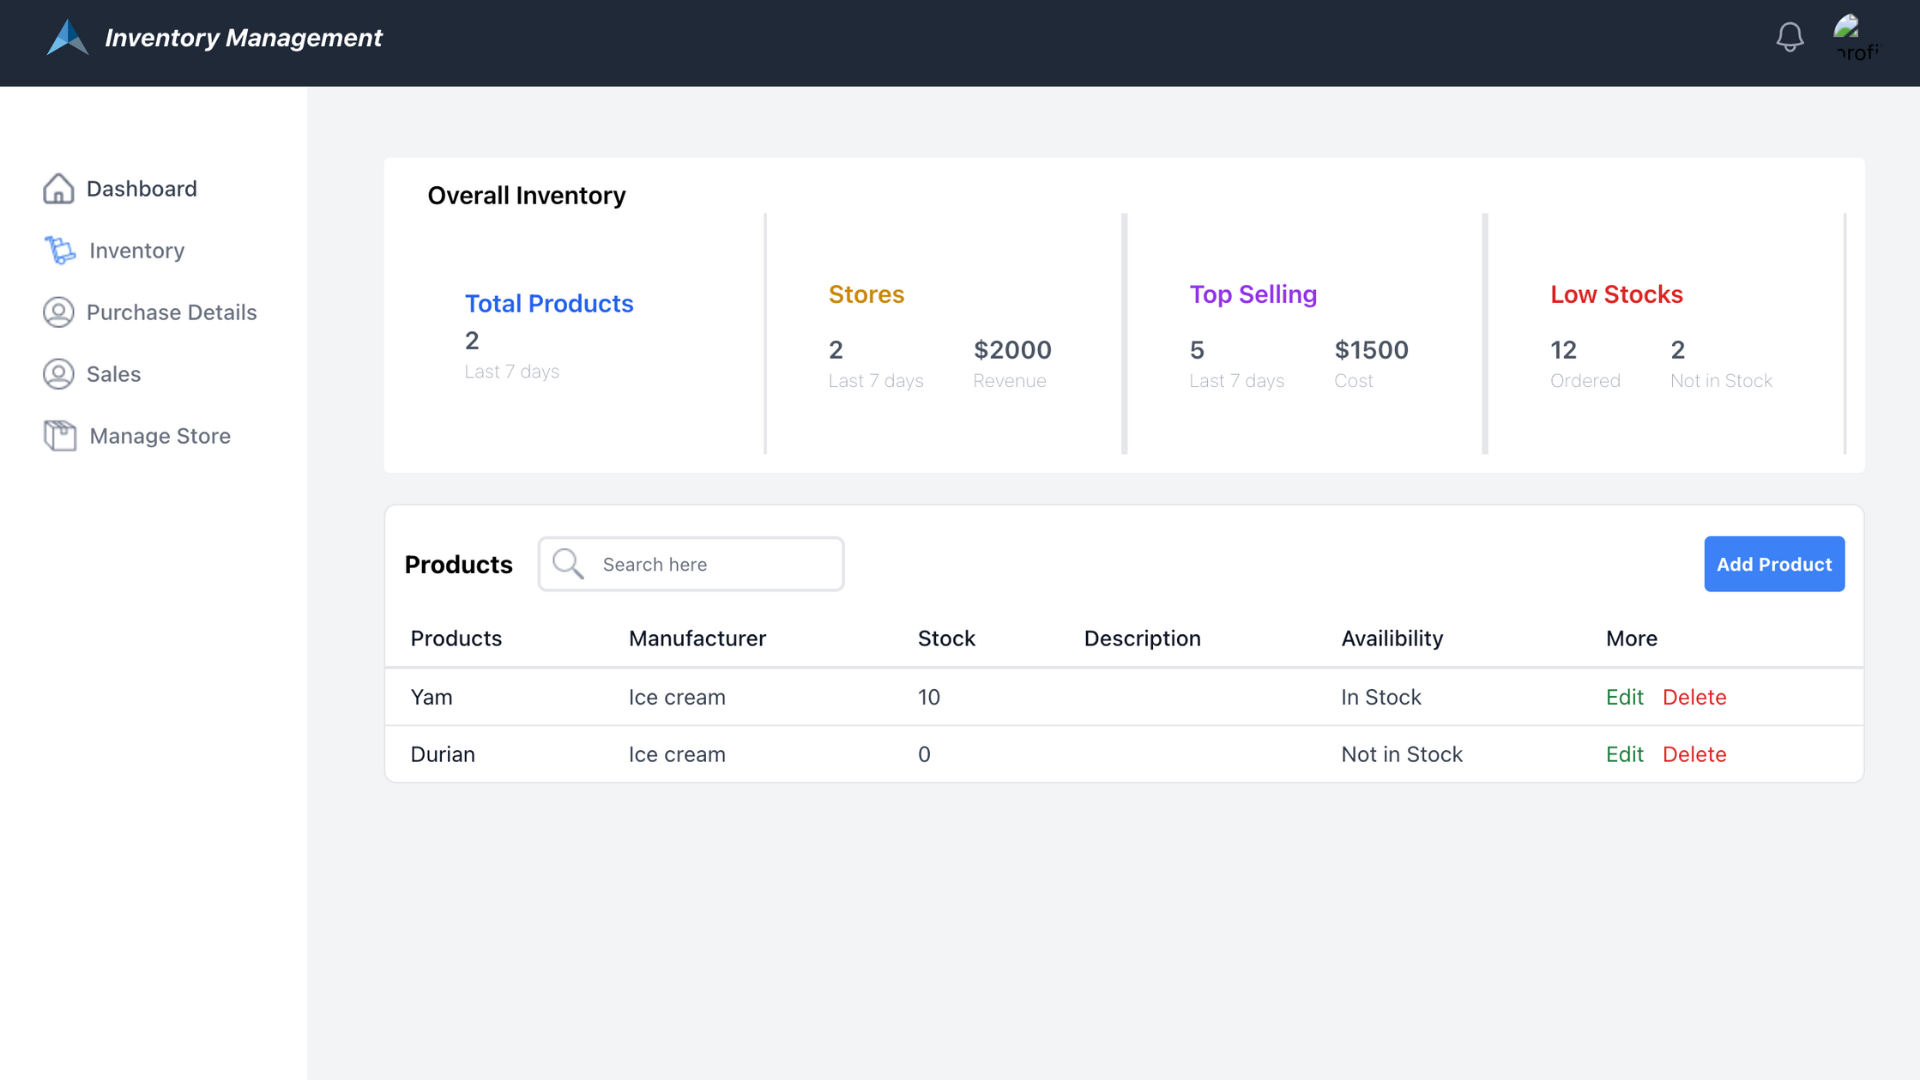 Inventory Management
profi
Dashboard
Inventory
Purchase Details
Sales
Manage Store
Overall Inventory
Total Products
2
Last 7 days
Stores
2 $2000
Last 7 days Revenue
Top Selling
5 $1500
Last 7 days Cost
Low Stocks
12 2
Ordered Not in Stock
Products Search here Add Product
Products Manufacturer Stock Description Availibility More
Yam Ice cream 10 In Stock Edit Delete
Durian Ice cream 0 Not in Stock Edit Delete